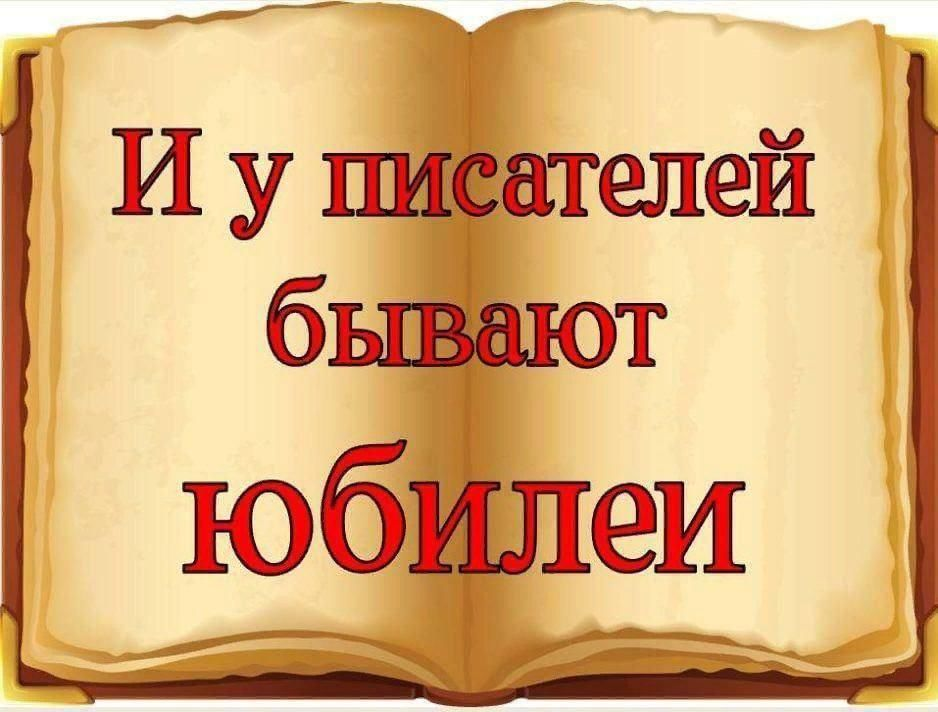 И у писателей
бывают
юбилеи